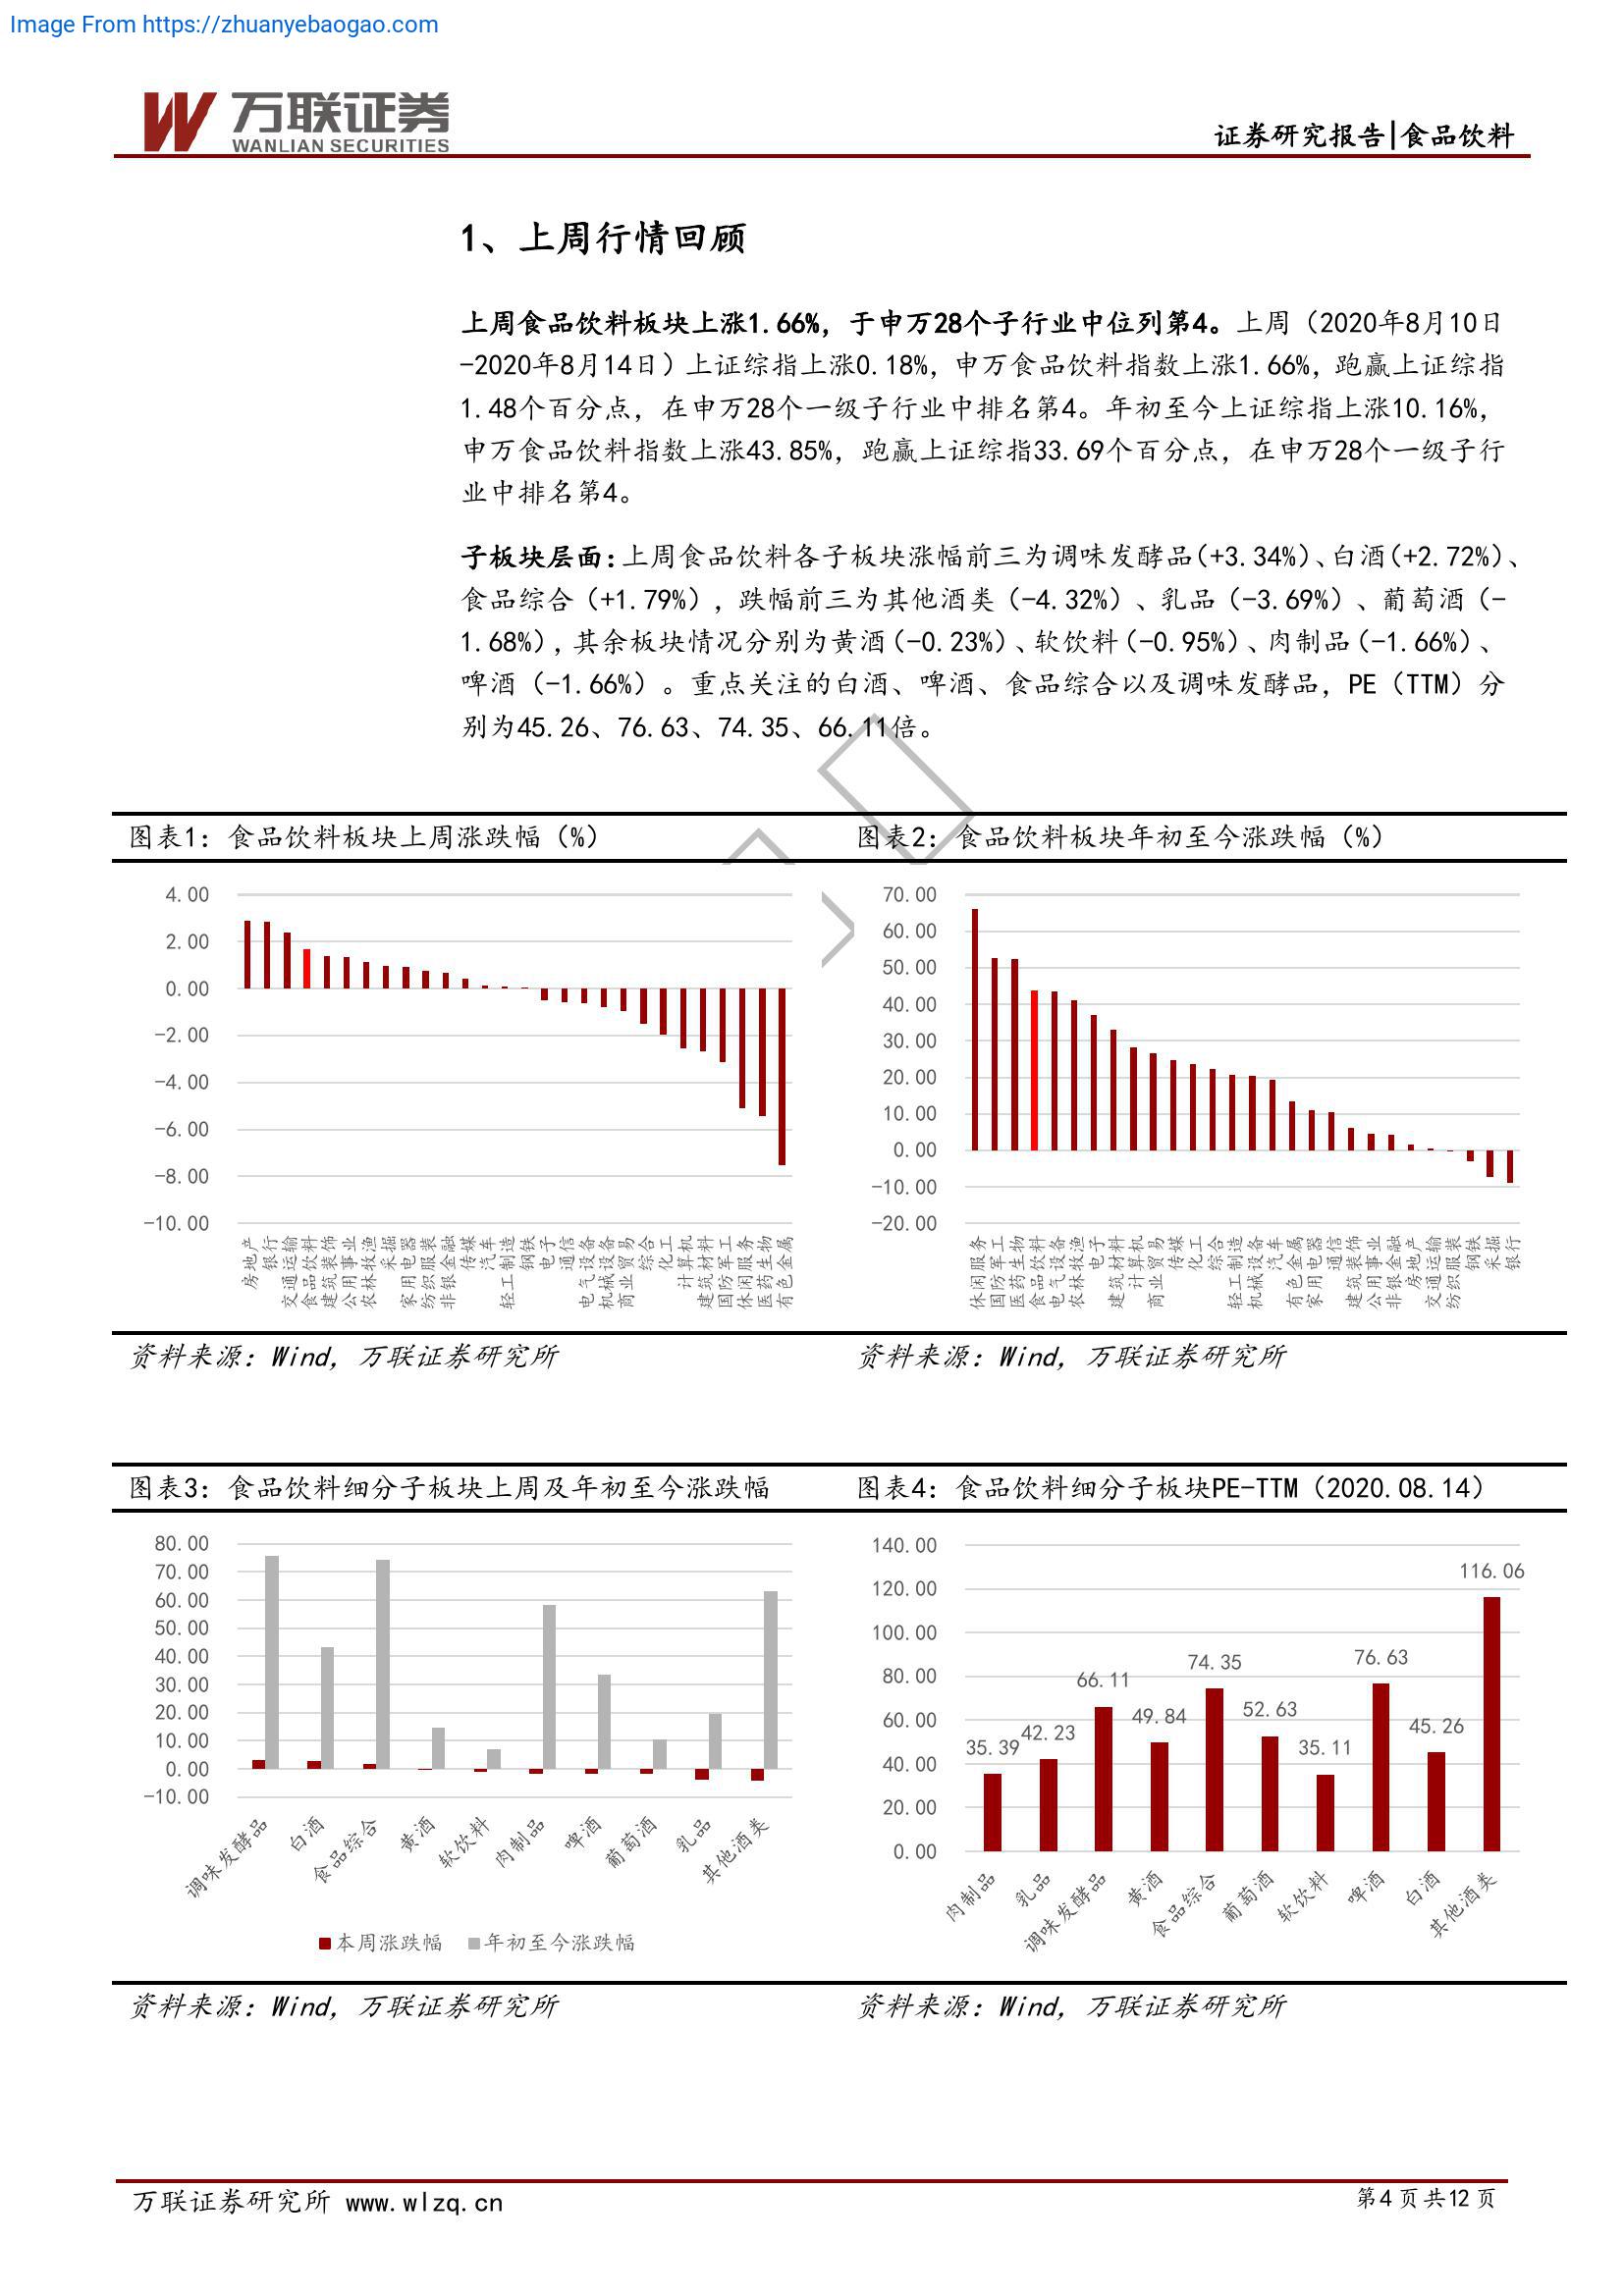 Image From https://zhuanyebaogao.com
万联证券
WANLIAN SECURITIES
证券研究报告|食品饮料
1、上周行情回顾
上周食品饮料板块上涨1.66%，于申万28个子行业中位列第4。上周（2020年8月10日
-2020年8月14日）上证综指上涨0.18%，申万食品饮料指数上涨1.66%，跑赢上证综指
1.48个百分点，在申万28个一级子行业中排名第4。年初至今上证综指上涨10.16%，
申万食品饮料指数上涨43.85%，跑赢上证综指33.69个百分点，在申万28个一级子行
业中排名第4。
子板块层面：上周食品饮料各子板块涨幅前三为调味发酵品(+3.34%)、白酒(+2.72%)、
食品综合（+1.79%），跌幅前三为其他酒类（-4.32%）、乳品（-3.69%）、葡萄酒（-
1.68%），其余板块情况分别为黄酒(-0.23%)、软饮料(-0.95%)、肉制品(-1.66%)、
啤酒（-1.66%）。重点关注的白酒、啤酒、食品综合以及调味发酵品，PE（TTM）分
别为45.26、76.63、74.35、66.11倍。
图表1：食品饮料板块上周涨跌幅（%）
4.00
2.00
0.00
-2.00
-4.00
-6.00
-8.00
-10.00
房地产
银行
交通运输
食品饮料
建筑装饰
公用事业
农林牧渔
采掘
家用电器
纺织服装
非银金融
传媒
汽车
轻工制造
钢铁
电子
通信
电气设备
机械设备
商业贸易
综合
化工
计算机
建筑材料
国防军工
休闲服务
医药生物
有色金属
资料来源：Wind，万联证券研究所
图表2：食品饮料板块年初至今涨跌幅（%）
70.00
60.00
50.00
40.00
30.00
20.00
10.00
0.00
-10.00
-20.00
休闲服务
国防军工
医药生物
食品饮料
电气设备
农林牧渔
电子
建筑材料
计算机
商业贸易
传媒
化工
综合
轻工制造
机械设备
汽车
有色金属
家用电器
通信
建筑装饰
公用事业
非银金融
房地产
交通运输
纺织服装
钢铁
采掘
银行
资料来源：Wind，万联证券研究所
图表3：食品饮料细分子板块上周及年初至今涨跌幅
80.00
70.00
60.00
50.00
40.00
30.00
20.00
10.00
0.00
-10.00
调味发酵品
白酒
食品综合
黄酒
软饮料
肉制品
啤酒
葡萄酒
乳品
其他酒类
本周涨跌幅
年初至今涨跌幅
资料来源：Wind，万联证券研究所
图表4：食品饮料细分子板块PE-TTM（2020.08.14）
140.00
120.00
100.00
80.00
60.00
40.00
20.00
0.00
35.39
42.23
66.11
49.84
74.35
52.63
35.11
76.63
45.26
116.06
肉制品
乳品
调味发酵品
黄酒
食品综合
葡萄酒
软饮料
啤酒
白酒
其他酒类
资料来源：Wind，万联证券研究所
万联证券研究所 www.wlzq.cn
第4页共12页